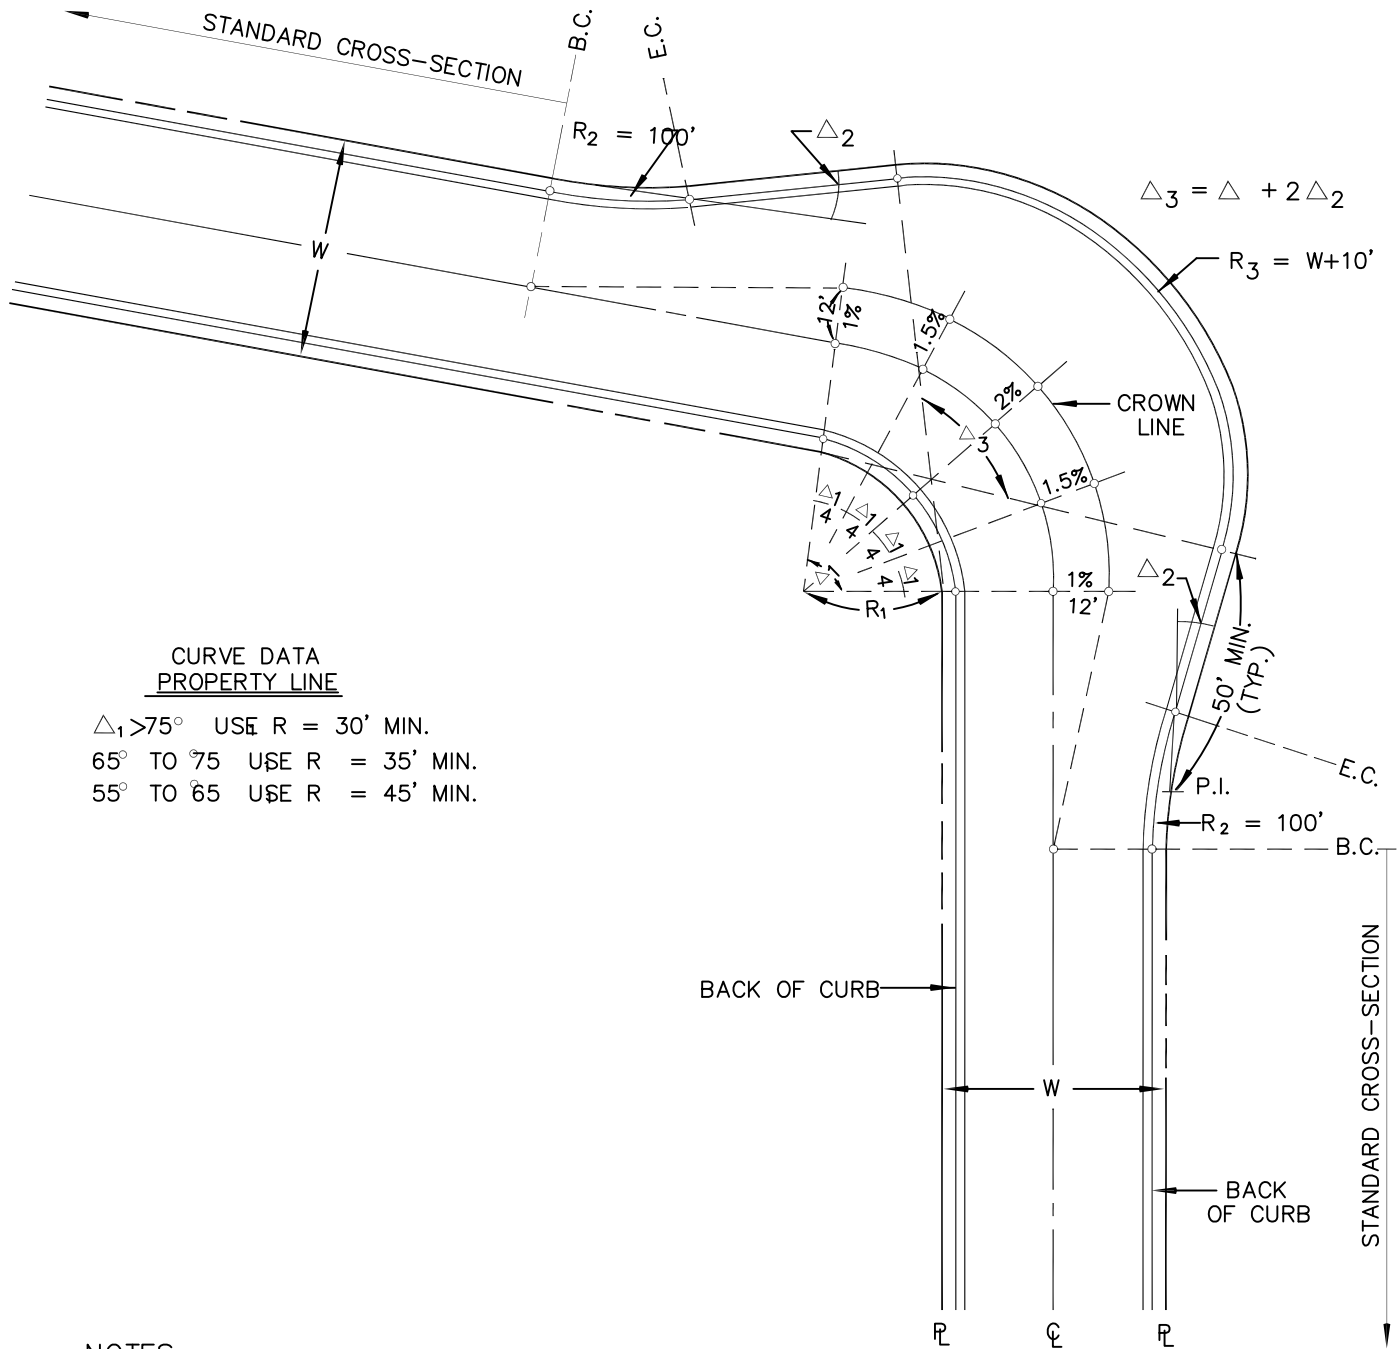 STANDARD CROSS-SECTION
B.C.
E.C.
R2 = 100'
△2
△3 = △ + 2△2
R3 = W+10'
W
12'
1%
1.5%
2%
CROWN
LINE
△3
1.5%
△1
4
△1
4
△1
4
△1
4
△1
R1
1%
12'
△2
50' MIN.
(TYP.)
CURVE DATA
PROPERTY LINE
△1>75° USE R = 30' MIN.
65° TO 75° USE R = 35' MIN.
55° TO 65° USE R = 45' MIN.
E.C.
P.I.
R2 = 100'
B.C.
BACK OF CURB
STANDARD CROSS-SECTION
W
BACK
OF CURB
PL
CL
PL